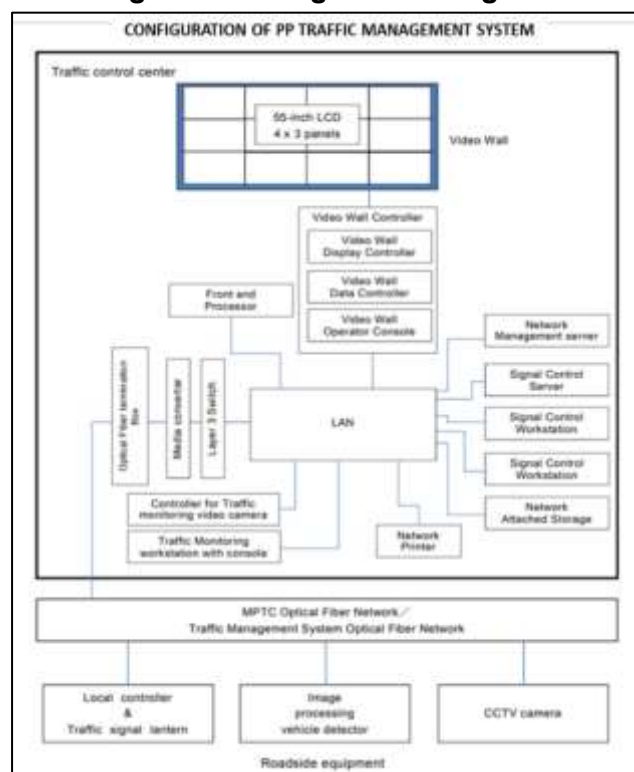 CONFIGURATION OF PP TRAFFIC MANAGEMENT SYSTEM
Traffic control center
55-inch LCD
4 x 3 panels
Video Wall
Video Wall Controller
Video Wall
Display Controller
Video Wall
Data Controller
Video Wall
Operator Console
Front end
Processor
Network
Management server
Signal Control
Server
Signal Control
Workstation
Signal Control
Workstation
Network
Attached Storage
Optical Fiber termination
Box
Media converter
Layer 3 Switch
LAN
Controller for Traffic
monitoring video camera
Traffic Monitoring
workstation with console
Network
Printer
MPTC Optical Fiber Network／
Traffic Management System Optical Fiber Network
Local controller
&
Traffic signal lantern
Image
processing
vehicle detector
CCTV camera
Roadside equipment